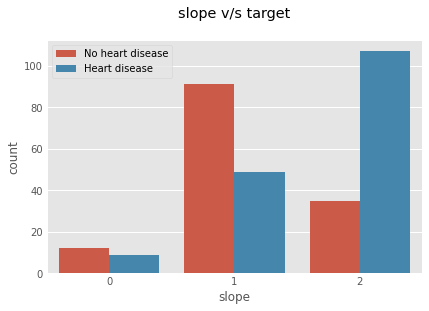 slope v/s target
No heart disease
Heart disease
100
80
60
40
20
0
count
0 1 2
slope